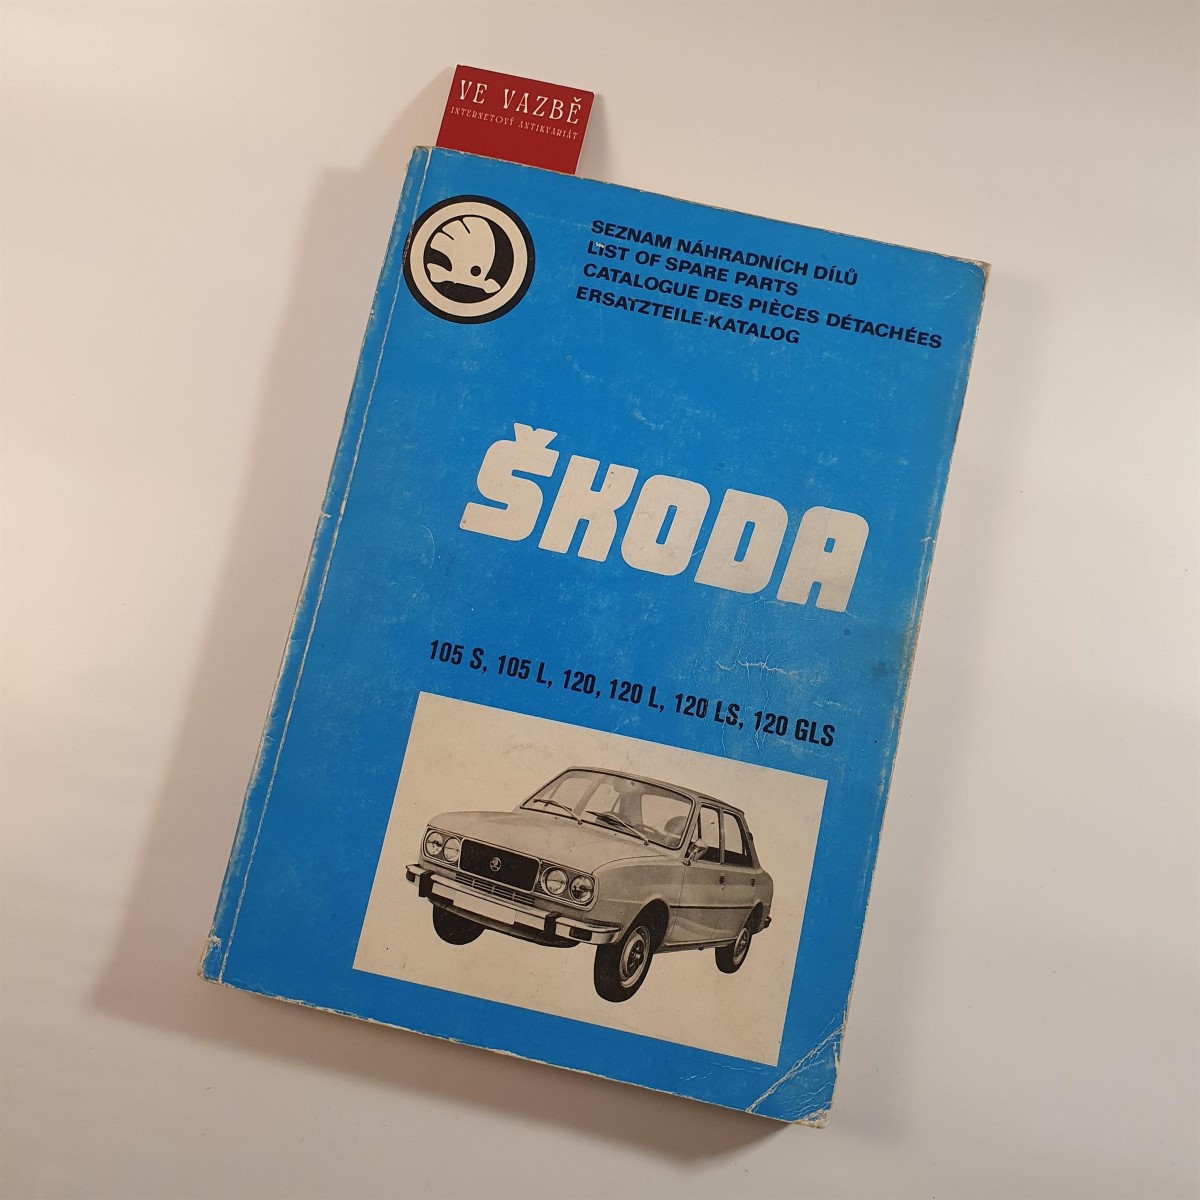 VE VAZBĚ
INTERNETOVÝ ANTIKVARIÁT
SEZNAM NÁHRADNÍCH DÍLŮ
LIST OF SPARE PARTS
CATALOGUE DES PIÈCES DÉTACHÉES
ERSATZTEILE-KATALOG
ŠKODA
105 S, 105 L, 120, 120 L, 120 LS, 120 GLS